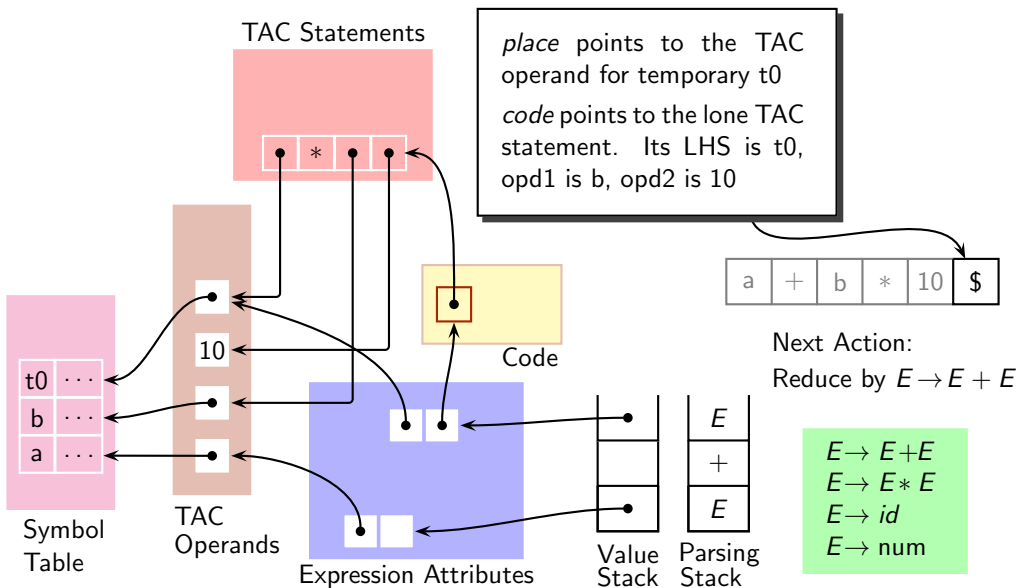 TAC Statements
*
place points to the TAC
operand for temporary t0
code points to the lone TAC
statement. Its LHS is t0,
opd1 is b, opd2 is 10
a + b * 10 $
Next Action:
Reduce by E → E + E
10
t0 ···
b ···
a ···
Symbol
Table
TAC
Operands
Code
Expression Attributes
E
+
E
Value
Stack
Parsing
Stack
E → E + E
E → E * E
E → id
E → num